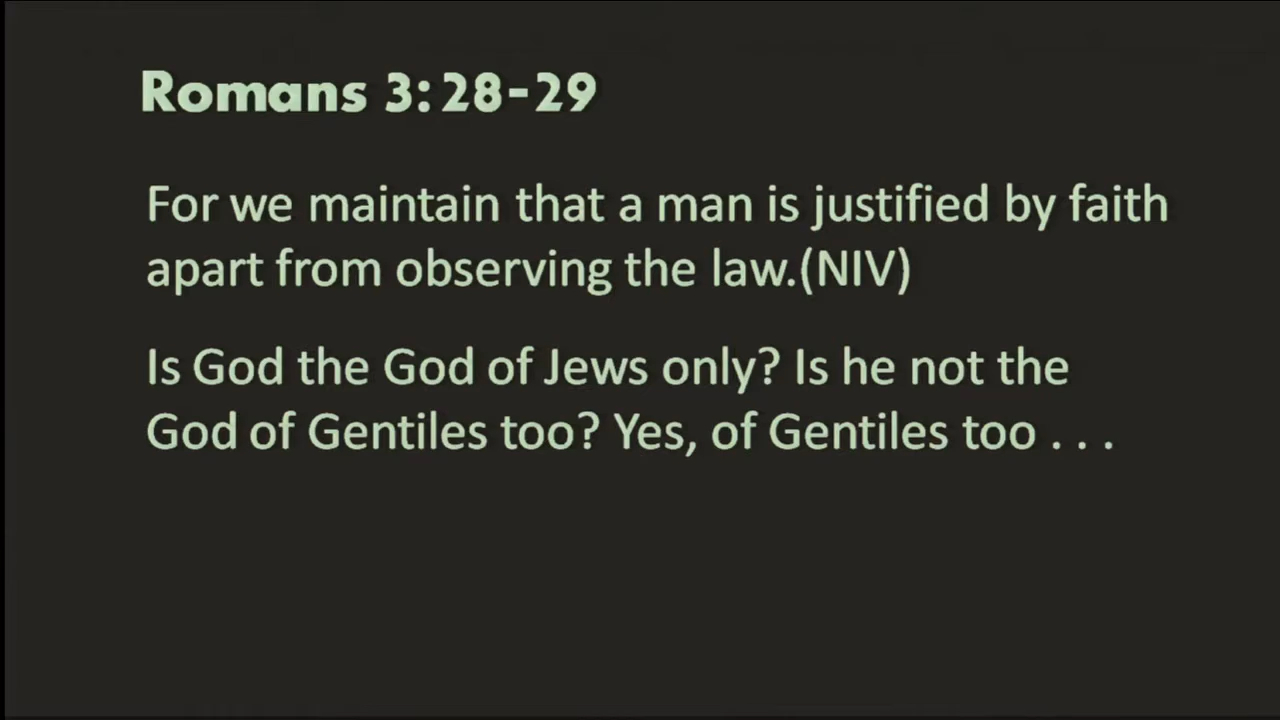 Romans 3:28-29
For we maintain that a man is justified by faith
apart from observing the law.(NIV)
Is God the God of Jews only? Is he not the
God of Gentiles too? Yes, of Gentiles too . . .